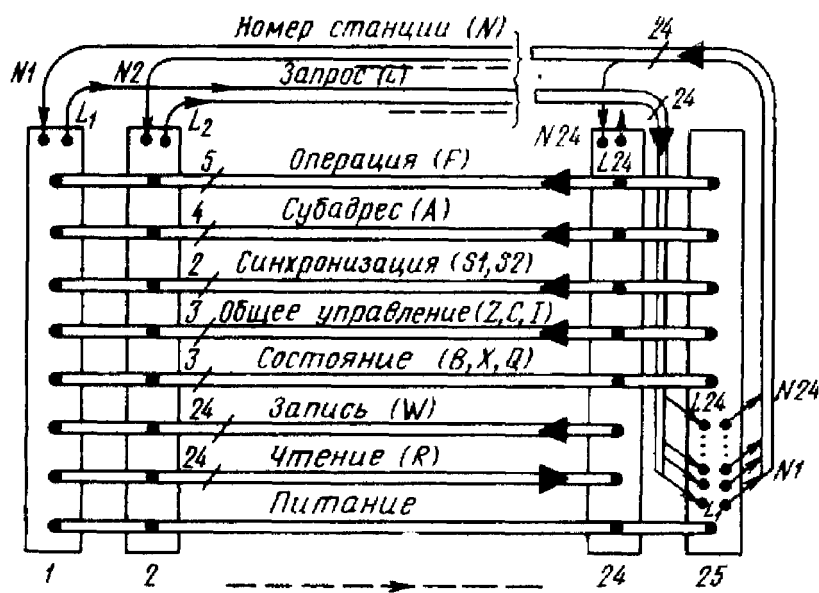 Номер станции (N)
24
N1
N2
Запрос (L)
24
L1
L2
N24
L24
5 Операция (F)
4 Субадрес (A)
2 Синхронизация (S1, S2)
3 Общее управление (Z, C, I)
3 Состояние (B, X, Q)
L24
N24
24 Запись (W)
24 Чтение (R)
N1
L1
Питание
1
2
24
25